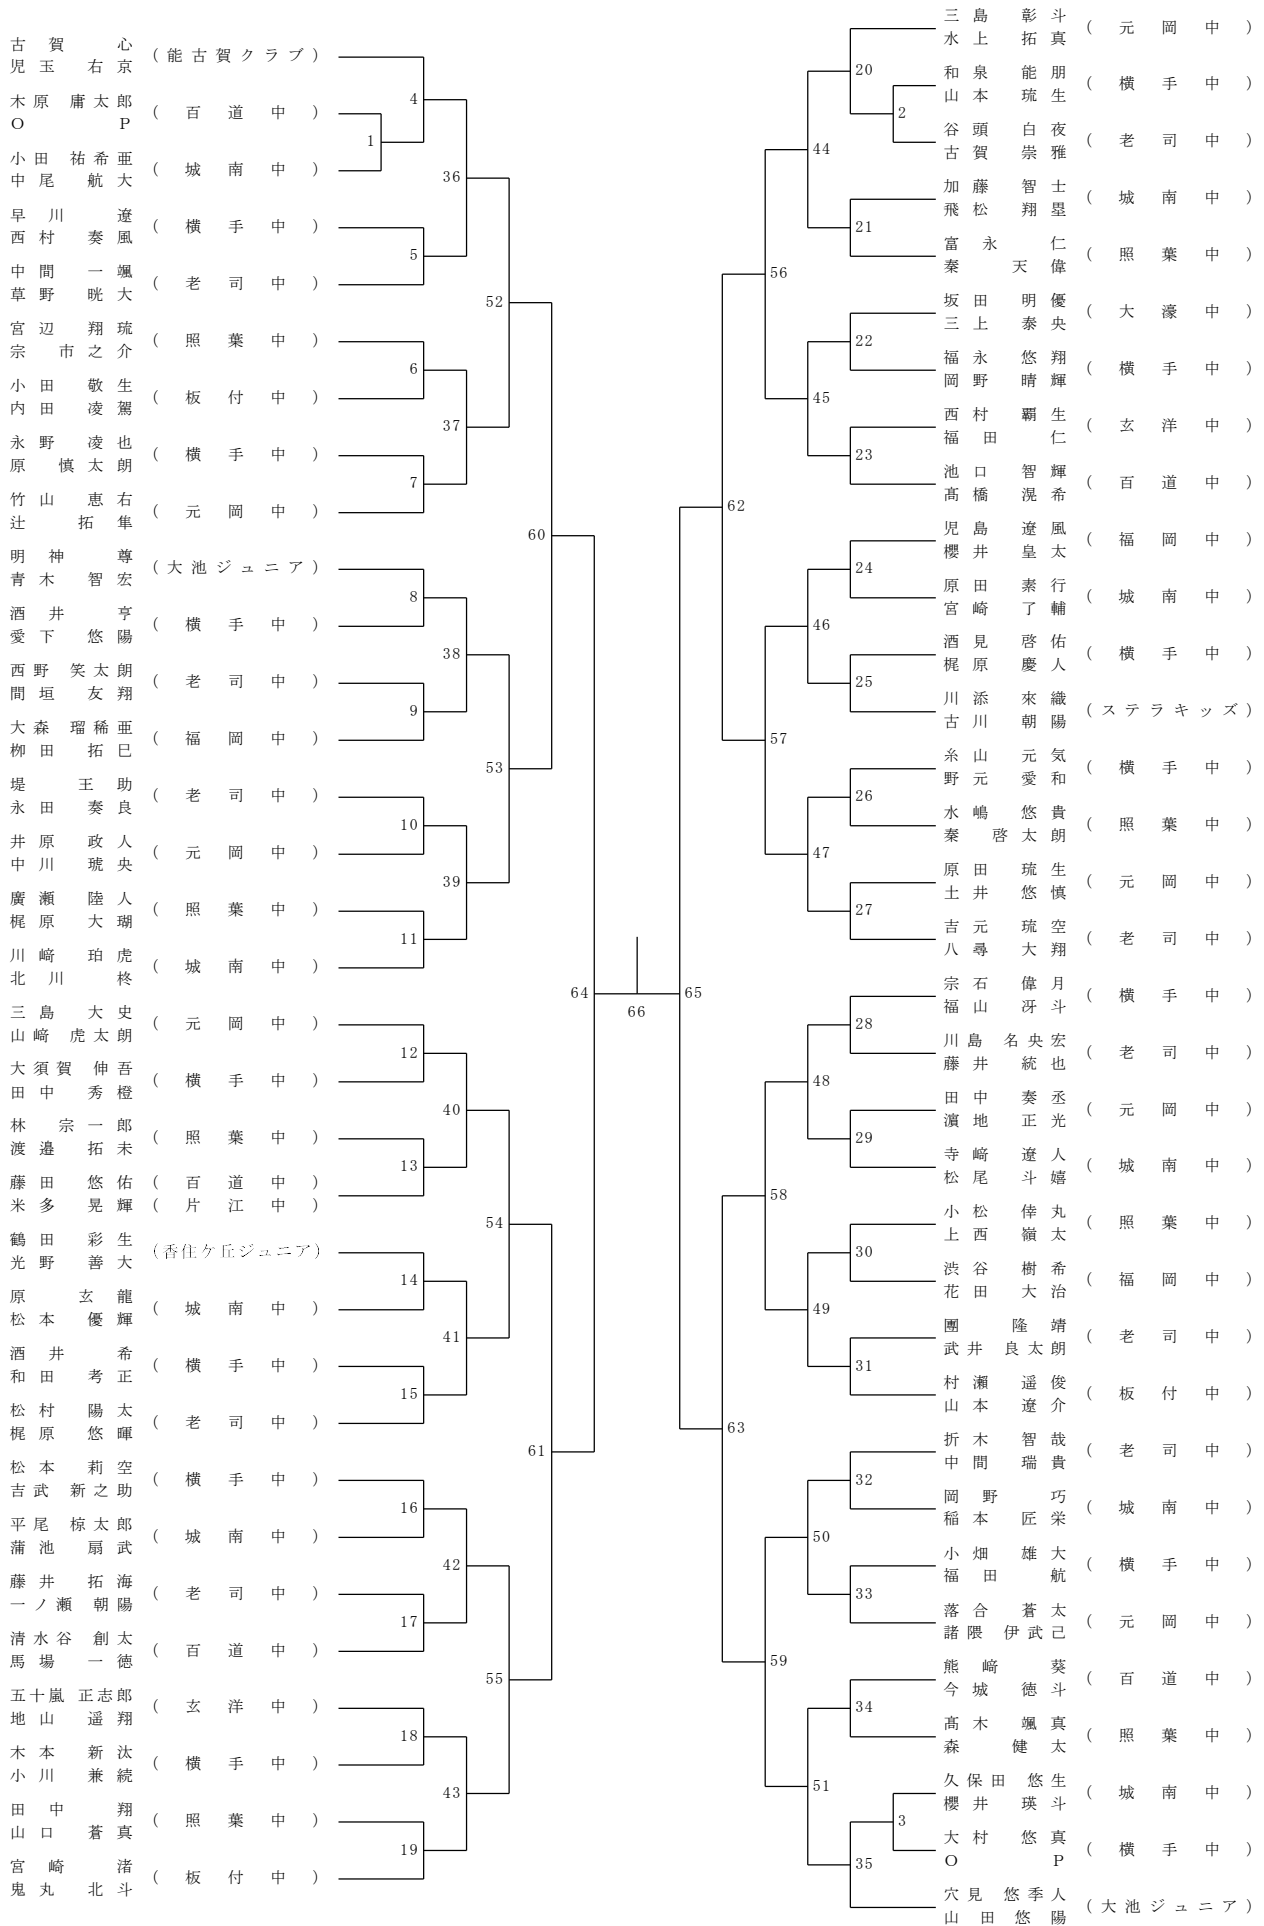 古賀 心
児玉 右京 (能古賀クラブ)
木原 庸太郎
O P (百道中)
小田 祐希亜
中尾 航大 (城南中)
早川 遼
西村 奏風 (横手中)
中間 一颯
草野 晄大 (老司中)
宮辺 翔琉
宗 市之介 (照葉中)
小田 敬生
内田 凌駕 (板付中)
永野 凌也
原 慎太朗 (横手中)
竹山 恵右
辻 拓隼 (元岡中)
明神 尊
青木 智宏 (大池ジュニア)
酒井 亨
愛下 悠陽 (横手中)
西野 笑太朗
間垣 友翔 (老司中)
大森 瑠稀亜
栁田 拓巳 (福岡中)
堤 王助
永田 奏良 (老司中)
井原 政人
中川 琥央 (元岡中)
廣瀬 陸人
梶原 大瑚 (照葉中)
川﨑 珀虎
北川 柊 (城南中)
三島 大史
山﨑 虎太朗 (元岡中)
大須賀 伸吾
田中 秀橙 (横手中)
林 宗一郎
渡邉 拓未 (照葉中)
藤田 悠佑 (百道中)
米多 晃輝 (片江中)
鶴田 彩生
光野 善大 (香住ケ丘ジュニア)
原 玄龍
松本 優輝 (城南中)
酒井 希
和田 考正 (横手中)
松村 陽太
梶原 悠暉 (老司中)
松本 莉空
吉武 新之助 (横手中)
平尾 椋太郎
蒲池 扇武 (城南中)
藤井 拓海
一ノ瀬 朝陽 (老司中)
清水谷 創太
馬場 一徳 (百道中)
五十嵐 正志郎
地山 遥翔 (玄洋中)
木本 新汰
小川 兼続 (横手中)
田中 翔
山口 蒼真 (照葉中)
宮崎 渚
鬼丸 北斗 (板付中)
1
4
5
6
7
8
9
10
11
12
13
14
15
16
17
18
19
36
37
38
39
40
41
42
43
52
53
54
55
60
61
64
66
65
62
63
56
57
58
59
44
45
46
47
48
49
50
51
20
2
21
22
23
24
25
26
27
28
29
30
31
32
33
34
3
35
三島 彰斗
水上 拓真 (元岡中)
和泉 能朋
山本 琉生 (横手中)
谷頭 白夜
古賀 崇雅 (老司中)
加藤 智士
飛松 翔塁 (城南中)
富永 仁
秦 天偉 (照葉中)
坂田 明優
三上 泰央 (大濠中)
福永 悠翔
岡野 晴輝 (横手中)
西村 覇生
福田 仁 (玄洋中)
池口 智輝
髙橋 滉希 (百道中)
児島 遼風
櫻井 皇太 (福岡中)
原田 素行
宮崎 了輔 (城南中)
酒見 啓佑
梶原 慶人 (横手中)
川添 來織
古川 朝陽 (ステラキッズ)
糸山 元気
野元 愛和 (横手中)
水嶋 悠貴
秦 啓太朗 (照葉中)
原田 琉生
土井 悠慎 (元岡中)
吉元 琉空
八尋 大翔 (老司中)
宗石 偉月
福山 冴斗 (横手中)
川島 名央宏
藤井 統也 (老司中)
田中 奏丞
濵地 正光 (元岡中)
寺﨑 遼人
松尾 斗嬉 (城南中)
小松 倖丸
上西 嶺太 (照葉中)
渋谷 樹希
花田 大治 (福岡中)
團 隆靖
武井 良太朗 (老司中)
村瀬 遥俊
山本 遼介 (板付中)
折木 智哉
中間 瑞貴 (老司中)
岡野 巧
稲本 匠栄 (城南中)
小畑 雄大
福田 航 (横手中)
落合 蒼太
諸隈 伊武己 (元岡中)
熊﨑 葵
今城 徳斗 (百道中)
髙木 颯真
森 健太 (照葉中)
久保田 悠生
櫻井 瑛斗 (城南中)
大村 悠真
O P (横手中)
穴見 悠季人
山田 悠陽 (大池ジュニア)